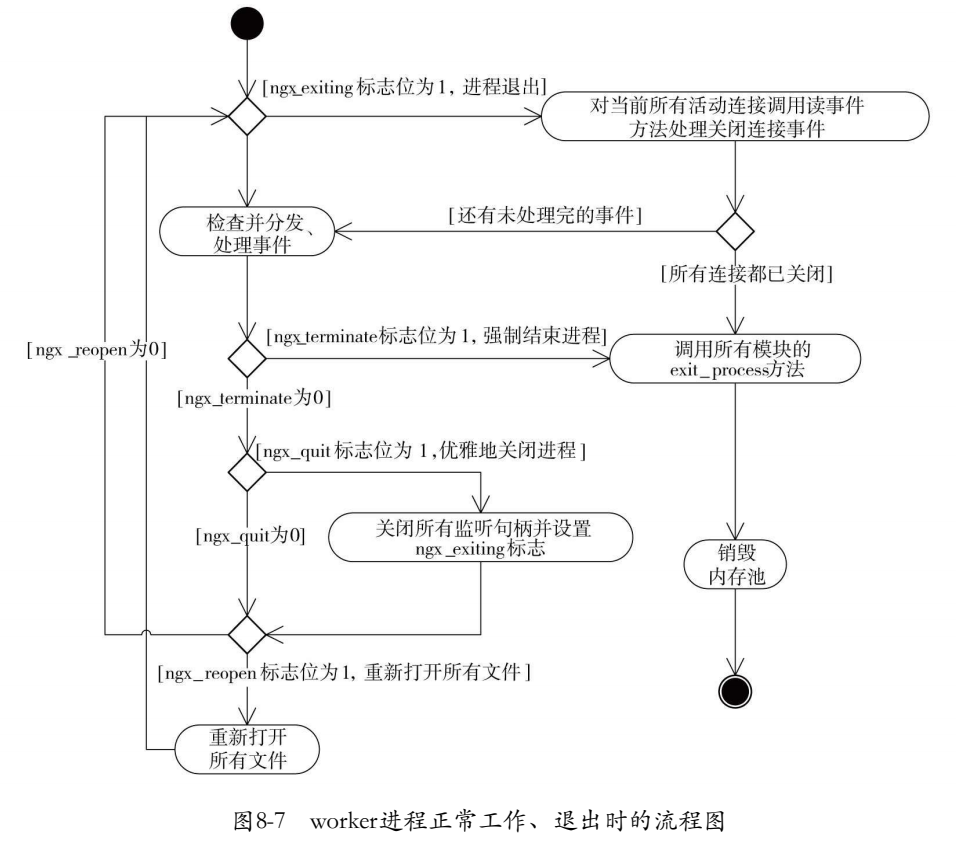 [ngx_exiting 标志位为1, 进程退出]
对当前所有活动连接调用读事件
方法处理关闭连接事件
检查并分发、
处理事件
[还有未处理完的事件]
[所有连接都已关闭]
[ngx_terminate标志位为1, 强制结束进程]
[ngx _reopen为0]
调用所有模块的
exit_process方法
[ngx_terminate为0]
[ngx_quit 标志位为 1,优雅地关闭进程]
[ngx_quit为0]
关闭所有监听句柄并设置
ngx_exiting标志
销毁
内存池
[ngx_reopen 标志位为1, 重新打开所有文件]
重新打开
所有文件
图8-7 worker进程正常工作、退出时的流程图